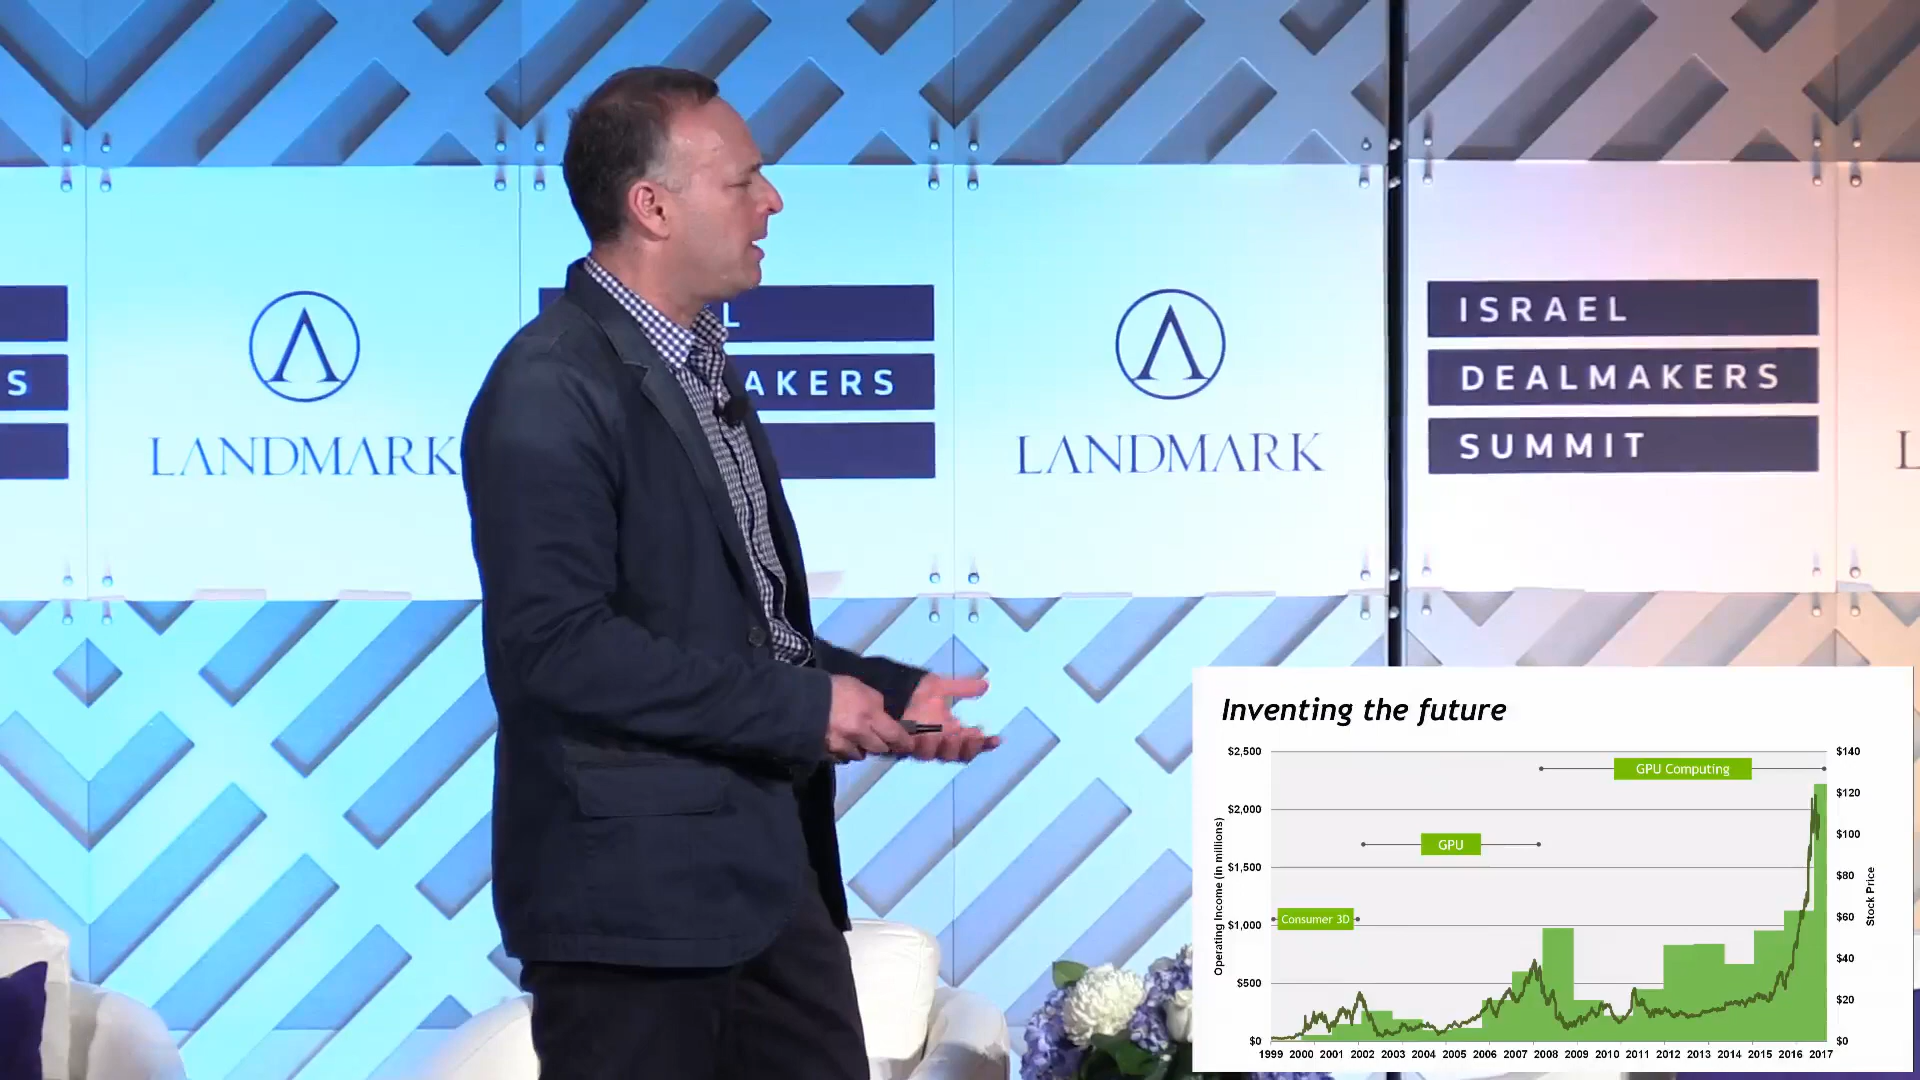 S
LANDMARK
L
AKERS
LANDMARK
ISRAEL
DEALMAKERS
SUMMIT
L
Inventing the future
$2,500
$2,000
$1,500
$1,000
$500
$0
Operating Income (in millions)
$140
$120
$100
$80
$60
$40
$20
$0
Stock Price
GPU Computing
GPU
Consumer 3D
1999 2000 2001 2002 2003 2004 2005 2006 2007 2008 2009 2010 2011 2012 2013 2014 2015 2016 2017